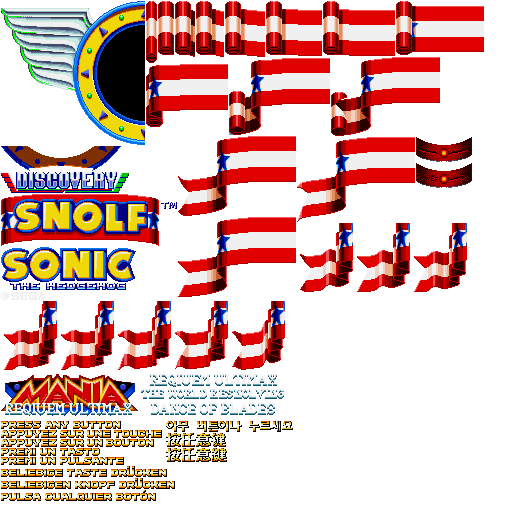 DISCOVERY
SNOLF
TM
SONIC
THE HEDGEHOG
© SEGA
MANIA
REQUIEM ULTIMAX
REQUIEM ULTIMAX
THE WORLD RESOLVING
DANCE OF BLADES
PRESS ANY BUTTON
APPUYEZ SUR UNE TOUCHE
APPUYEZ SUR UN BOUTON
PREMI UN TASTO
PREMI UN PULSANTE
BELIEBIGE TASTE DRÜCKEN
BELIEBIGEN KNOPF DRÜCKEN
PULSA CUALQUIER BOTÓN
아무 버튼이나 누르세요
按任意鍵
按任意键